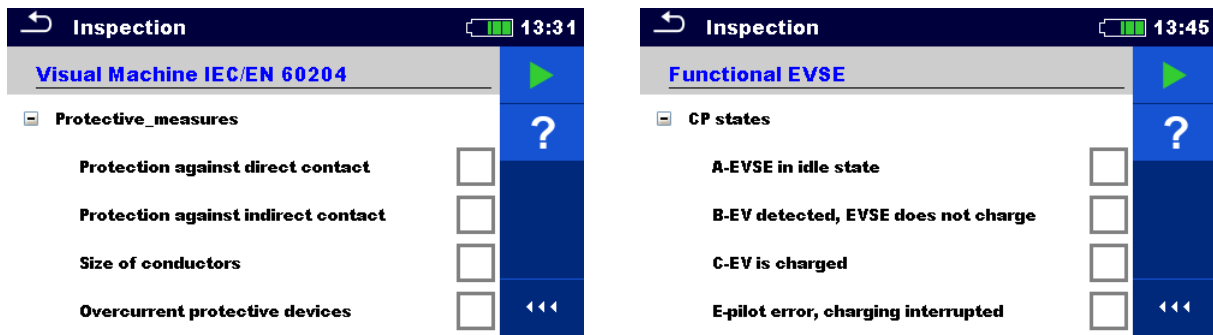 Inspection 13:31
Visual Machine IEC/EN 60204
Protective_measures
?
Protection against direct contact
Protection against indirect contact
Size of conductors
Overcurrent protective devices
Inspection 13:45
Functional EVSE
CP states
?
A-EVSE in idle state
B-EV detected, EVSE does not charge
C-EV is charged
E-pilot error, charging interrupted